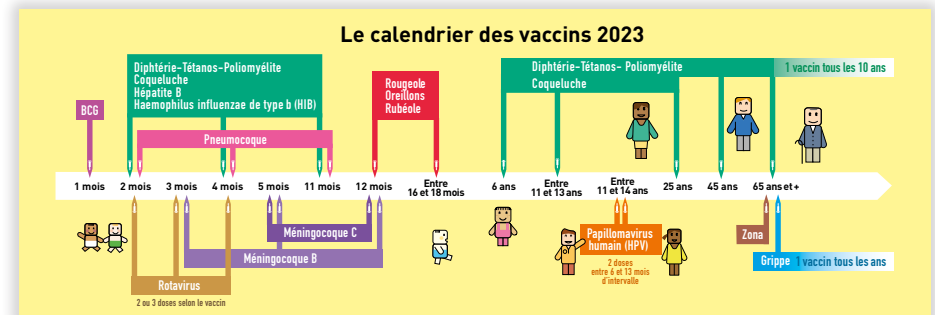 Le calendrier des vaccins 2023
Diphtérie-Tétanos-Poliomyélite
Coqueluche
Hépatite B
Haemophilus influenzae de type b (HIB)
Rougeole
Oreillons
Rubéole
Diphtérie-Tétanos- Poliomyélite
Coqueluche
1 vaccin tous les 10 ans
BCG
Pneumocoque
1 mois
2 mois
3 mois
4 mois
5 mois
11 mois
12 mois
Entre
16 et 18 mois
6 ans
Entre
11 et 13 ans
Entre
11 et 14 ans
25 ans
45 ans
65 ans et +
Méningocoque C
Méningocoque B
Rotavirus
2 ou 3 doses selon le vaccin
Papillomavirus
humain (HPV)
2 doses
entre 6 et 13 mois
d'intervalle
Zona
Grippe
1 vaccin tous les ans